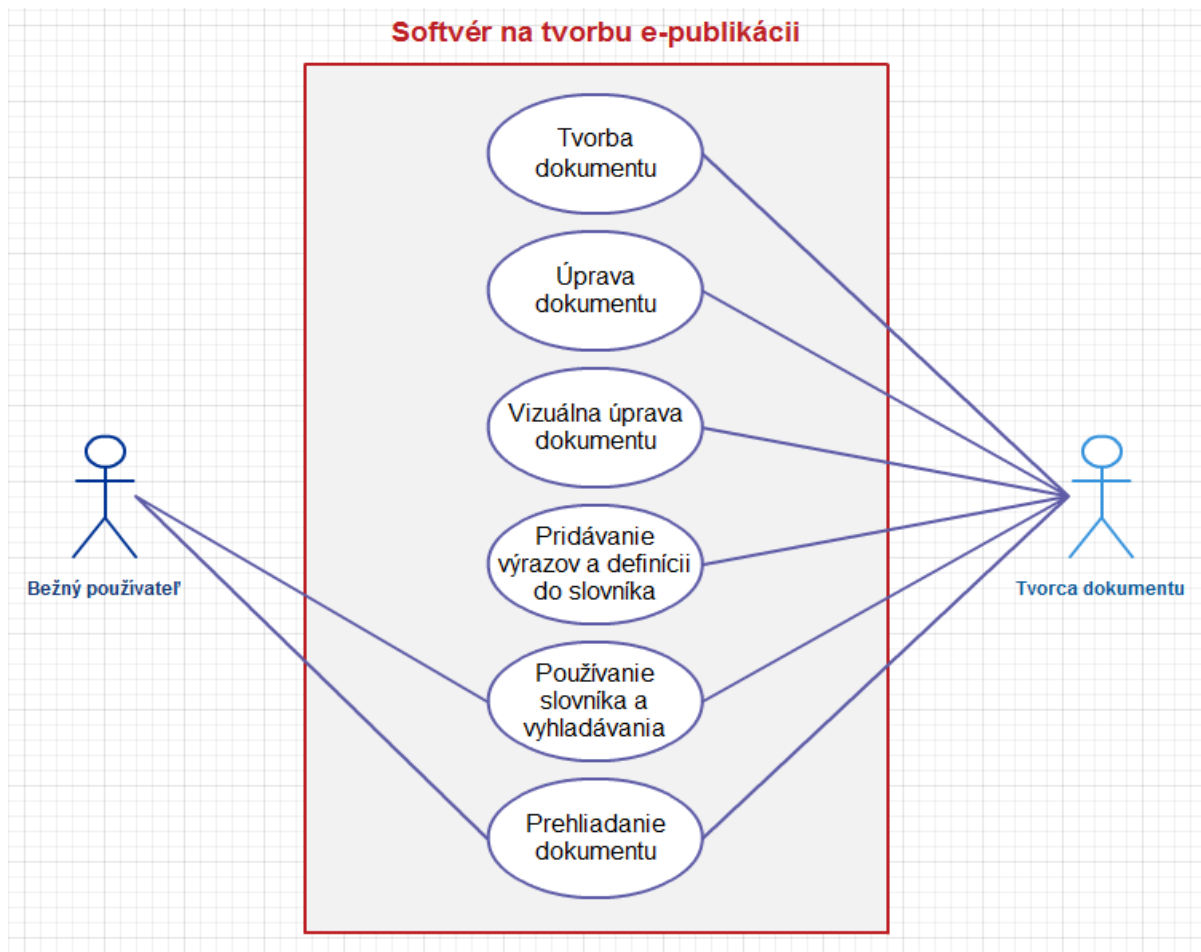 Softvér na tvorbu e-publikácii
Tvorba
dokumentu
Úprava
dokumentu
Vizuálna úprava
dokumentu
Pridávanie
výrazov a definícii
do slovníka
Používanie
slovníka a
vyhladávania
Prehliadanie
dokumentu
Bežný používateľ
Tvorca dokumentu